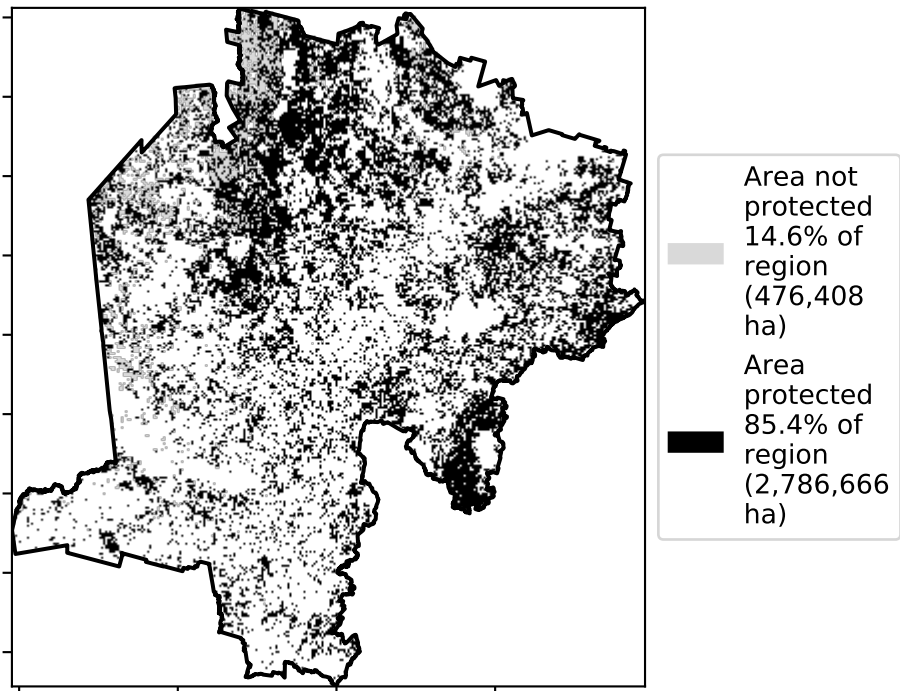 Area not
protected
14.6% of
region
(476,408
ha)
Area
protected
85.4% of
region
(2,786,666
ha)